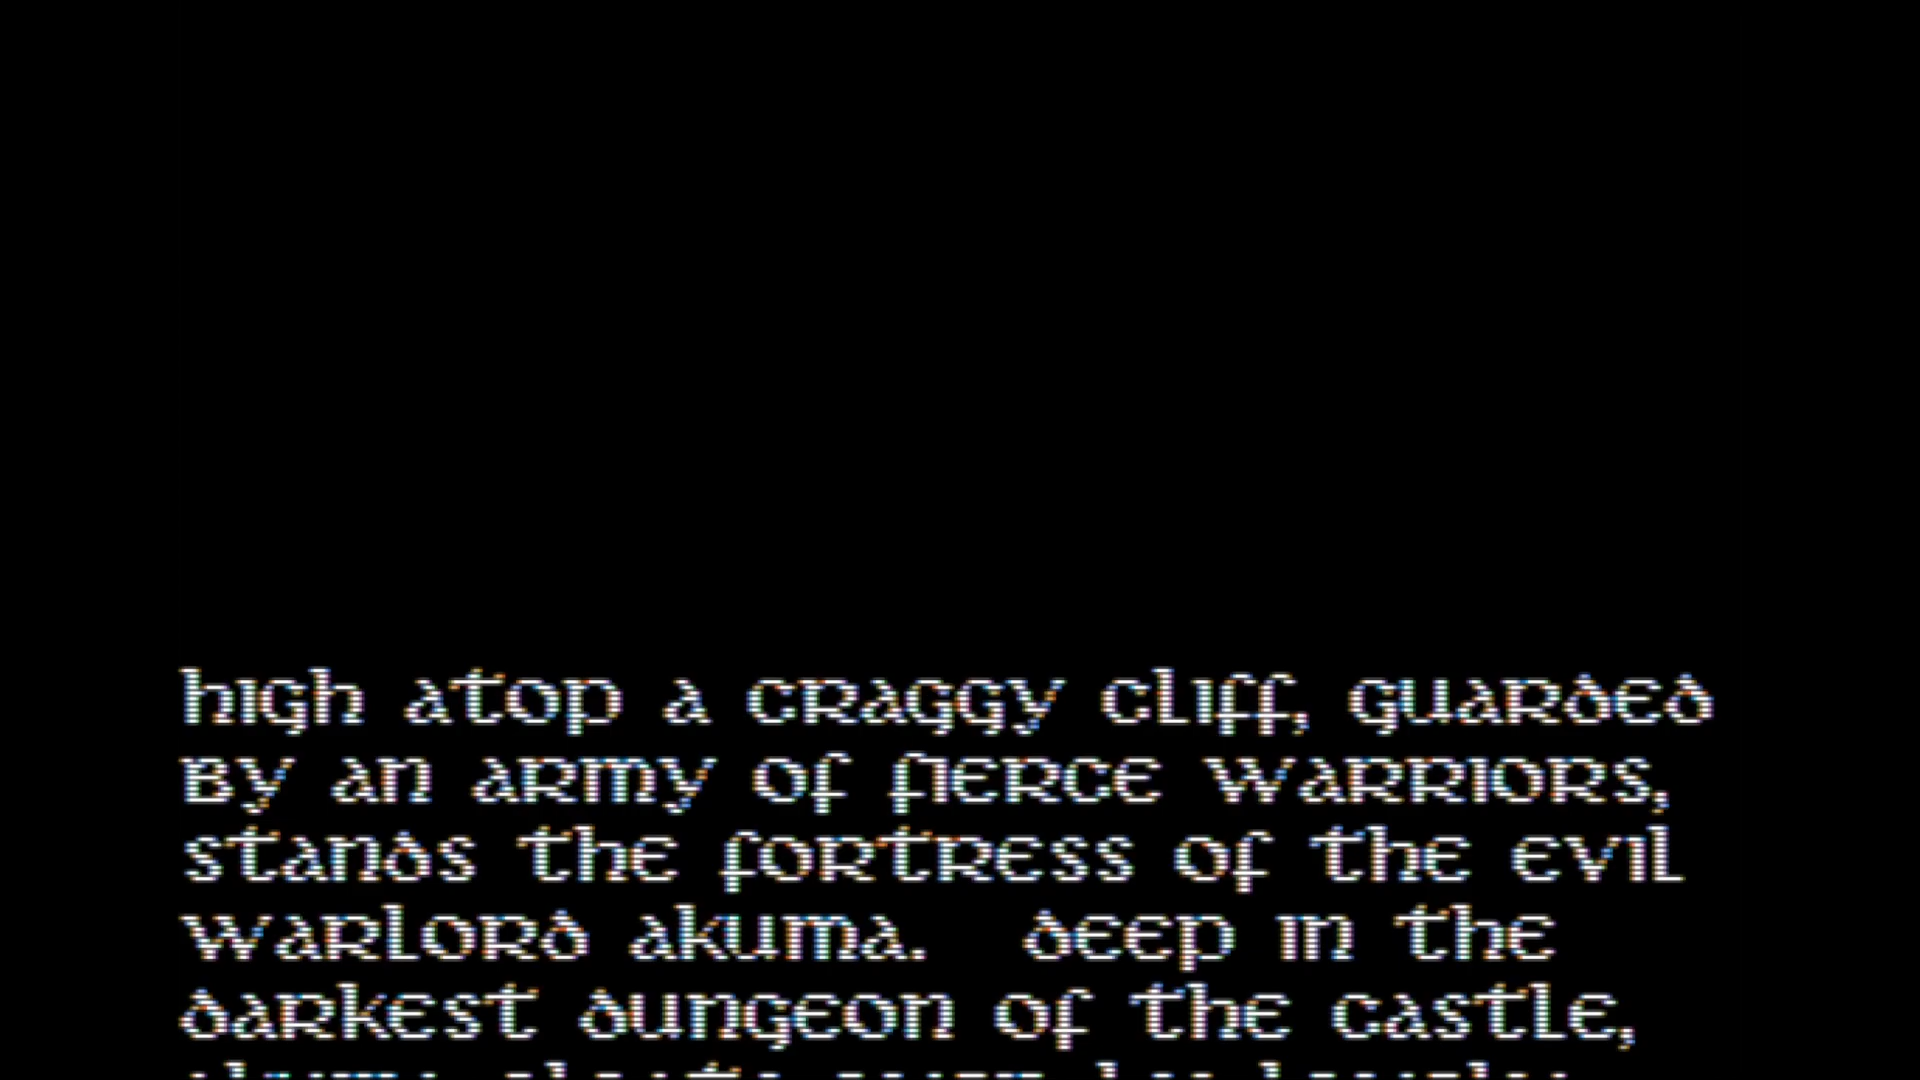 high atop a craggy cliff, guarded
by an army of fierce warriors,
stands the fortress of the evil
warlord akuma.  deep in the
darkest dungeon of the castle,